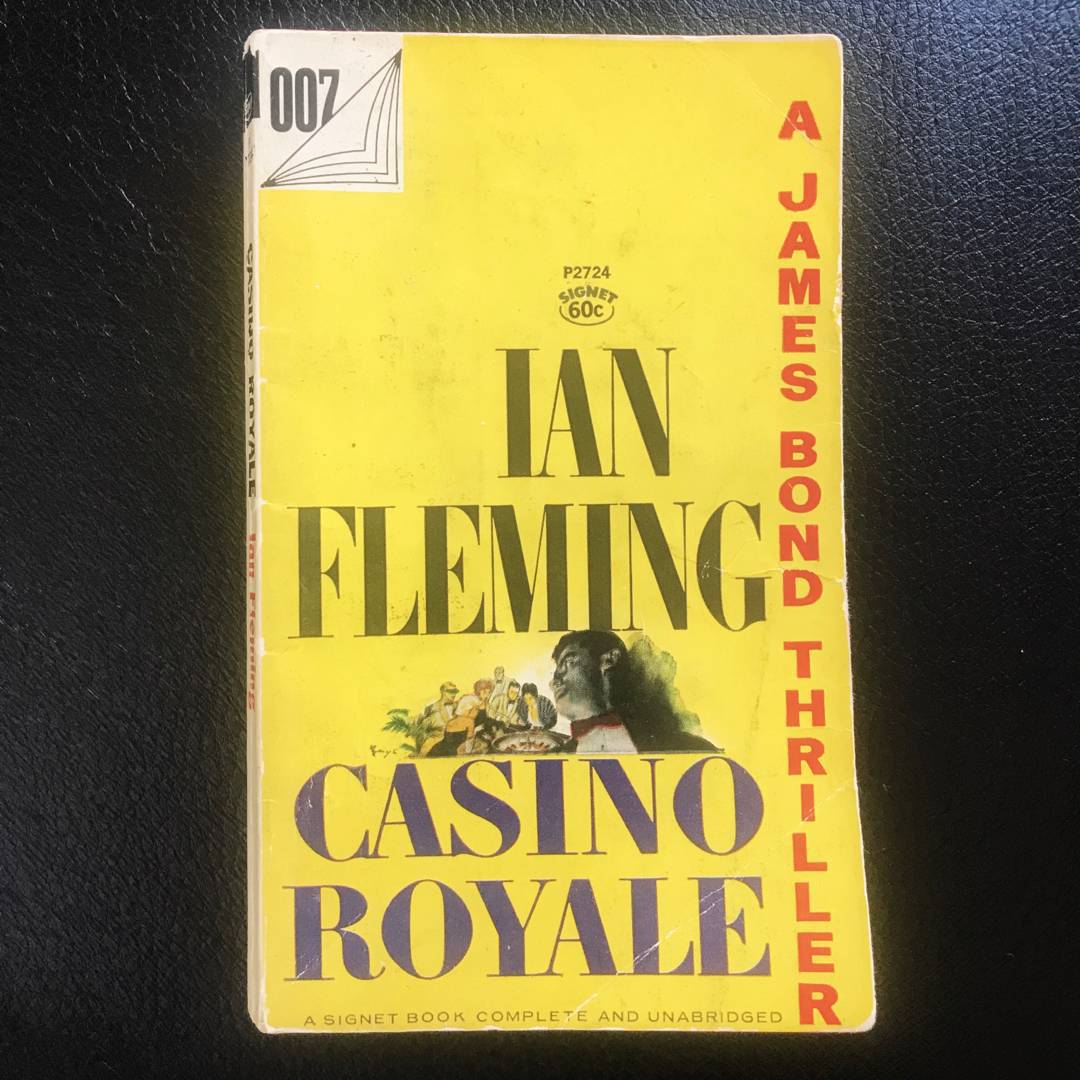 007
P2724
SIGNET
60c
IAN
FLEMING
CASINO
ROYALE
A SIGNET BOOK COMPLETE AND UNABRIDGED
A JAMES BOND THRILLER
CASINO ROYALE Ian Fleming